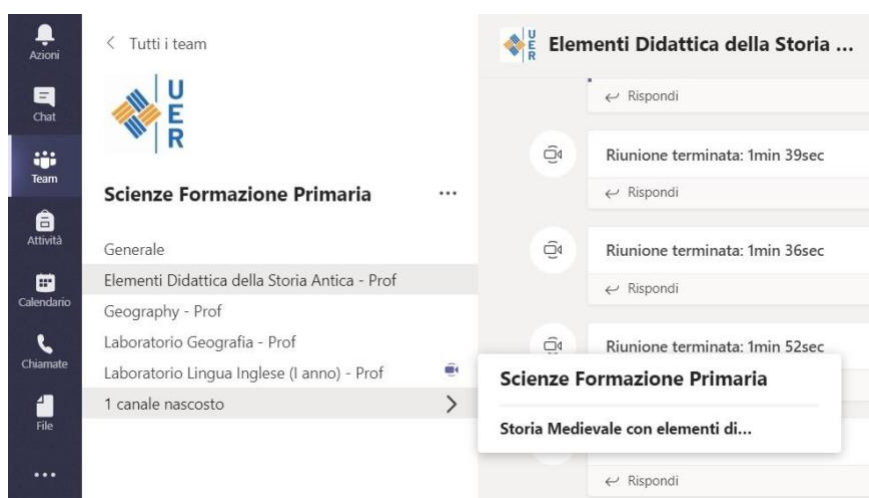 Azioni
Chat
Team
Attività
Calendario
Chiamate
File
Tutti i team
U
E
R
Scienze Formazione Primaria
Generale
Elementi Didattica della Storia Antica - Prof
Geography - Prof
Laboratorio Geografia - Prof
Laboratorio Lingua Inglese (I anno) - Prof
1 canale nascosto
U
E
R
Elementi Didattica della Storia ...
Rispondi
Riunione terminata: 1min 39sec
Rispondi
Riunione terminata: 1min 36sec
Rispondi
Riunione terminata: 1min 52sec
Scienze Formazione Primaria
Storia Medievale con elementi di...
Rispondi